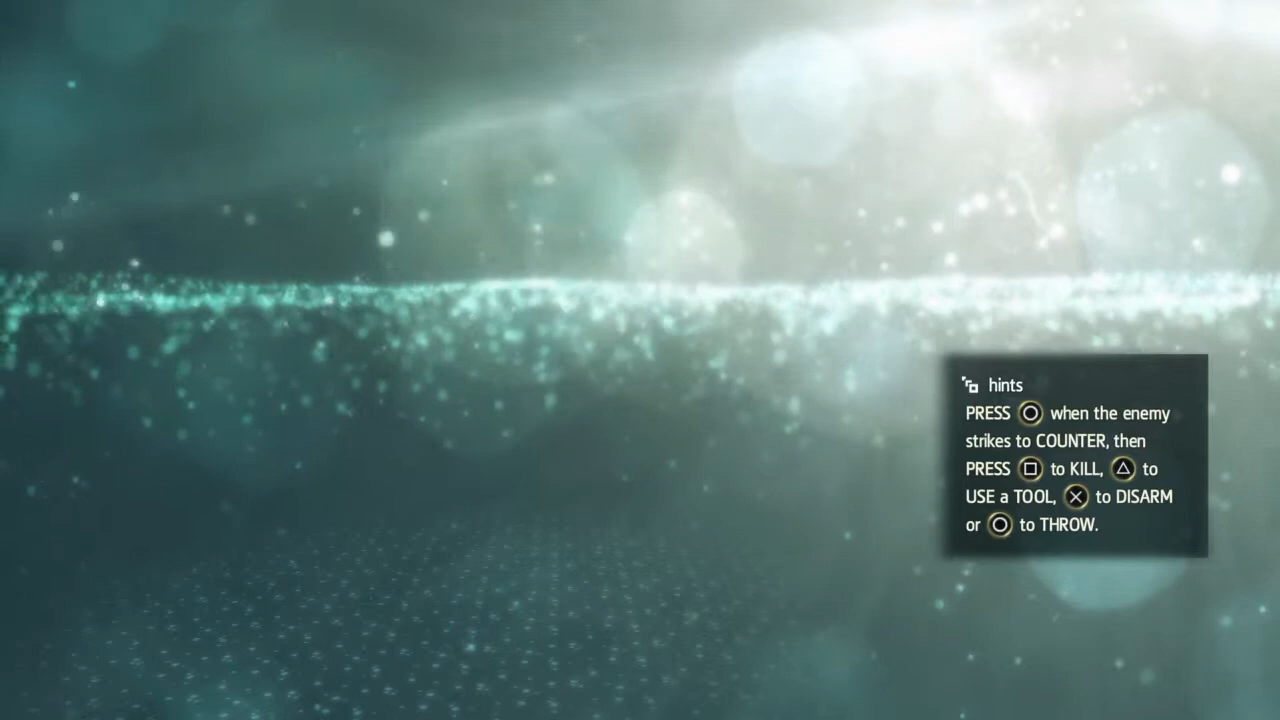 hints
PRESS ○ when the enemy
strikes to COUNTER, then
PRESS □ to KILL, △ to
USE a TOOL, ✕ to DISARM
or ○ to THROW.